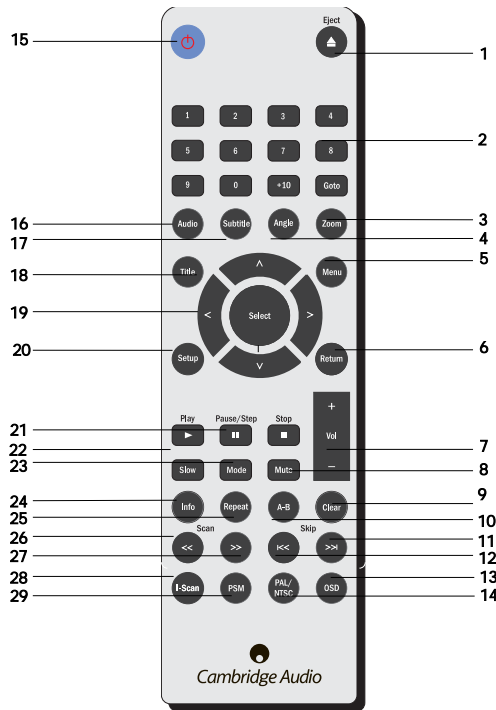 Eject
15
1
1 2 3 4
2
5 6 7 8
9 0 +10 Goto
3
16 Audio Subtitle Angle Zoom
17
4
5
18 Title Menu
19 < ^ Select v >
6
20 Setup Return
Play Pause/Step Stop
+
21
22
Vol
7
23 Slow Mode Mute
8
–
9
24 Info Repeat A-B Clear
25
10
Scan Skip
26
11
<< >> |<< >>|
27
12
28
13
I-Scan PSM PAL/ NTSC OSD
29
14
Cambridge Audio